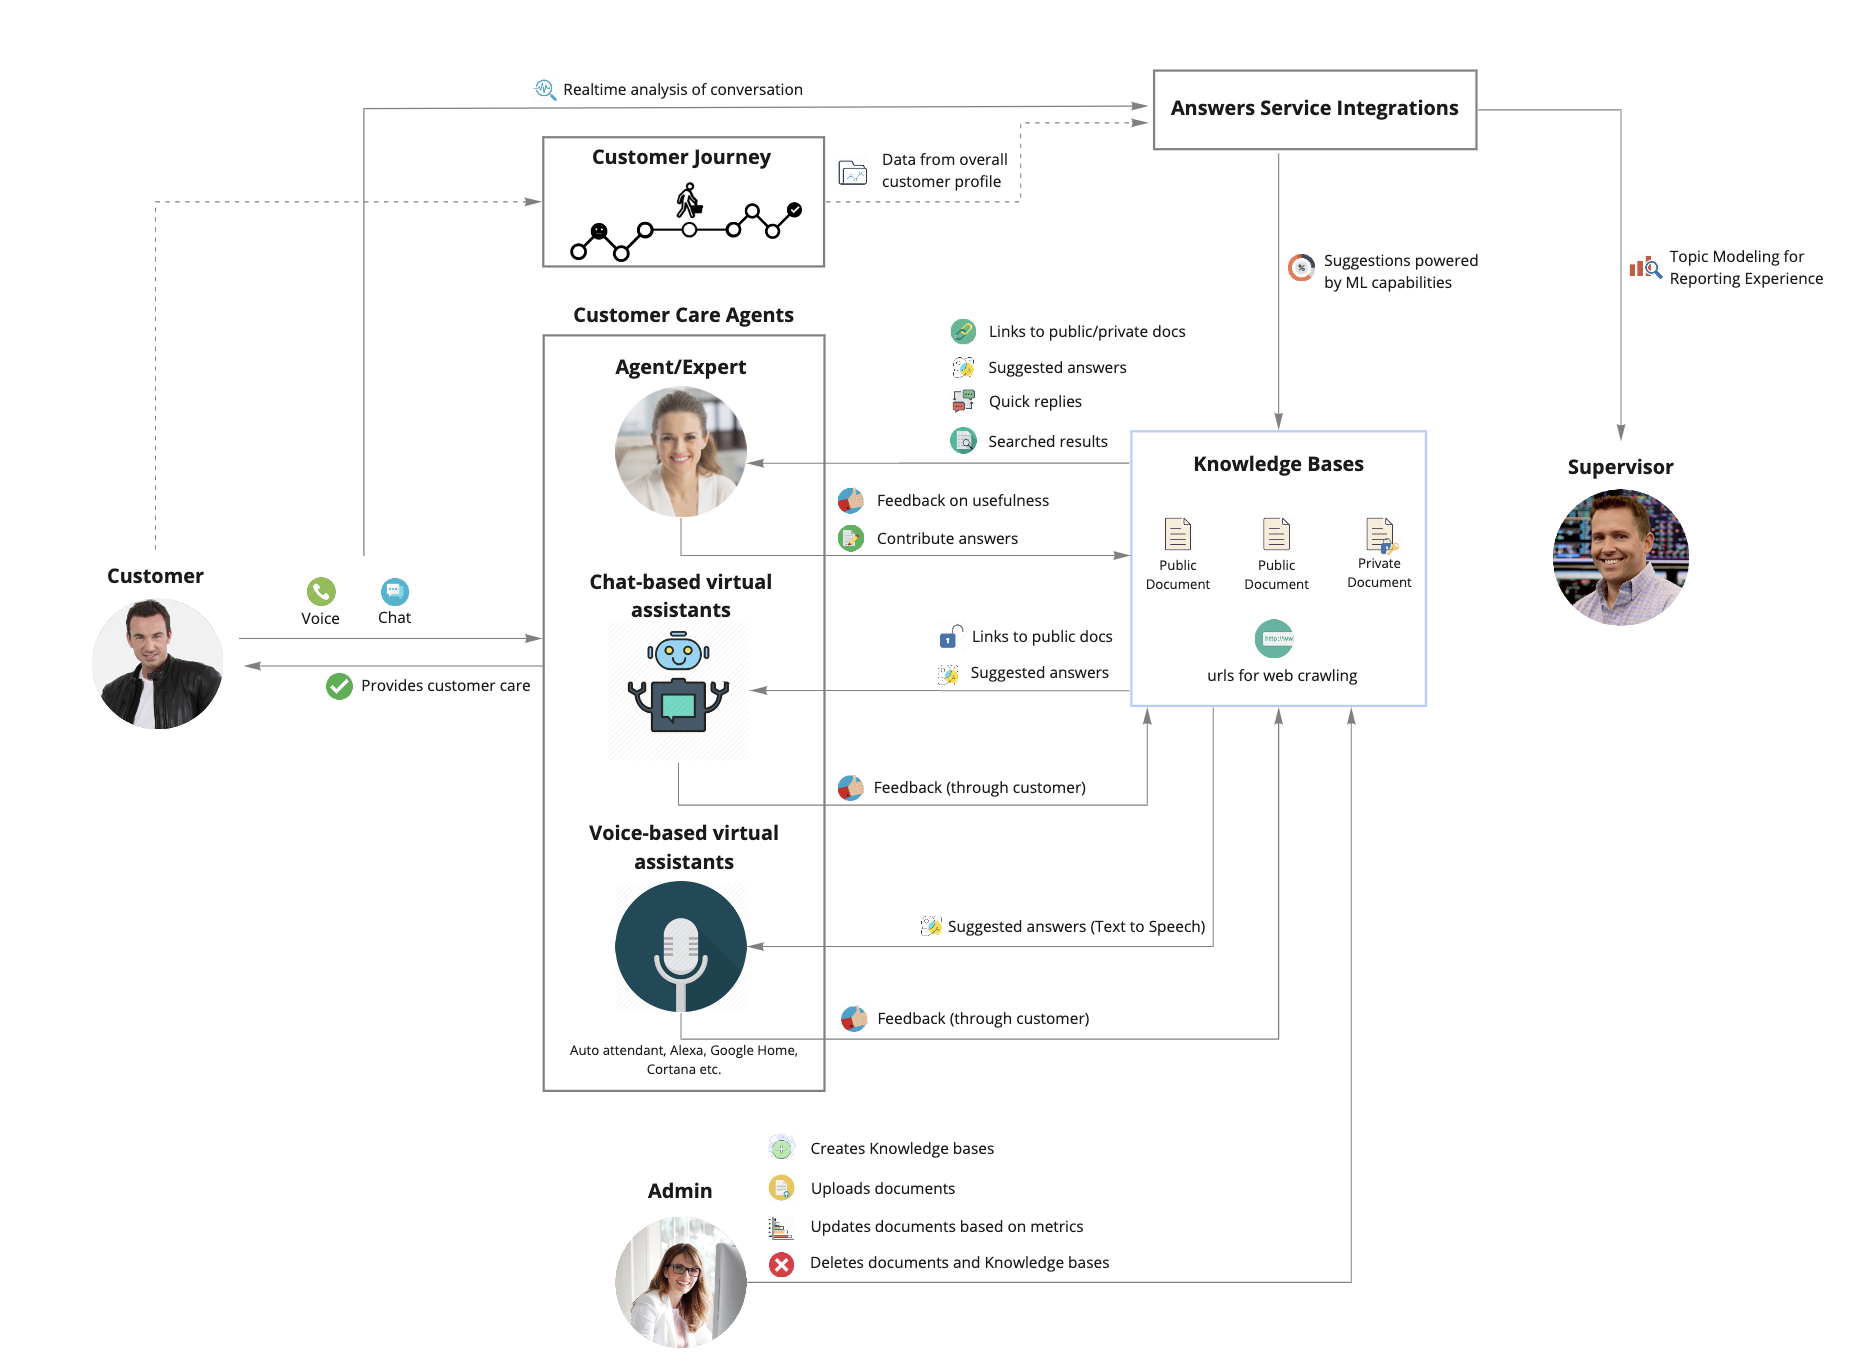 Realtime analysis of conversation
Answers Service Integrations
Customer Journey
Data from overall
customer profile
Suggestions powered
by ML capabilities
Topic Modeling for
Reporting Experience
Customer Care Agents
Agent/Expert
Links to public/private docs
Suggested answers
Quick replies
Searched results
Knowledge Bases
Supervisor
Feedback on usefulness
Contribute answers
Public
Document
Public
Document
Private
Document
http://ww
urls for web crawling
Customer
Voice
Chat
Provides customer care
Chat-based virtual
assistants
Links to public docs
Suggested answers
Feedback (through customer)
Voice-based virtual
assistants
Suggested answers (Text to Speech)
Feedback (through customer)
Auto attendant, Alexa, Google Home,
Cortana etc.
Admin
Creates Knowledge bases
Uploads documents
Updates documents based on metrics
Deletes documents and Knowledge bases